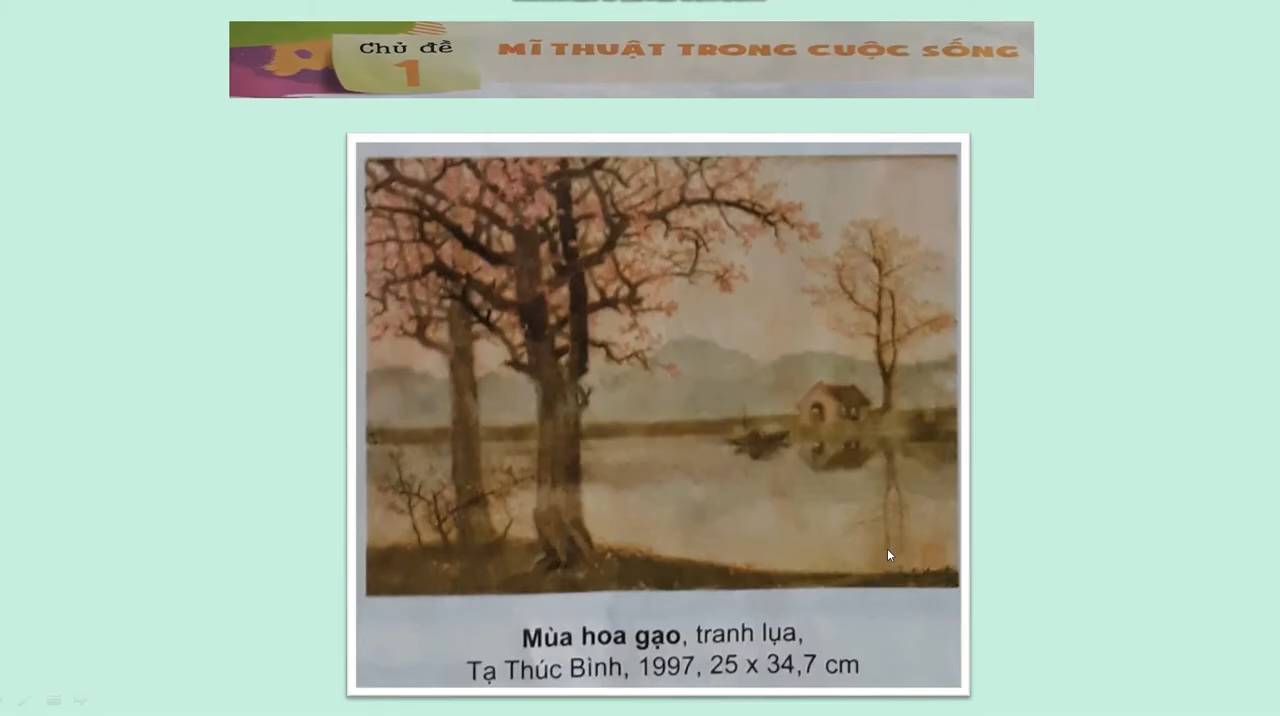 Chủ đề
1
MĨ THUẬT TRONG CUỘC SỐNG
Mùa hoa gạo, tranh lụa,
Tạ Thúc Bình, 1997, 25 x 34,7 cm